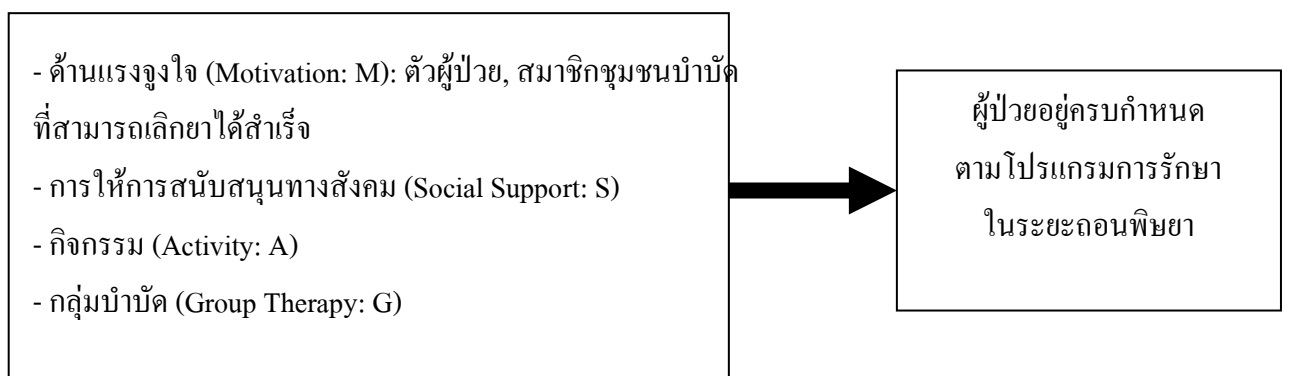 - ด้านแรงจูงใจ (Motivation: M): ตัวผู้ป่วย, สมาชิกชุมชนบำบัด
ที่สามารถเลิกยาได้สำเร็จ
- การให้การสนับสนุนทางสังคม (Social Support: S)
- กิจกรรม (Activity: A)
- กลุ่มบำบัด (Group Therapy: G)
ผู้ป่วยอยู่ครบกำหนด
ตามโปรแกรมการรักษา
ในระยะถอนพิษยา